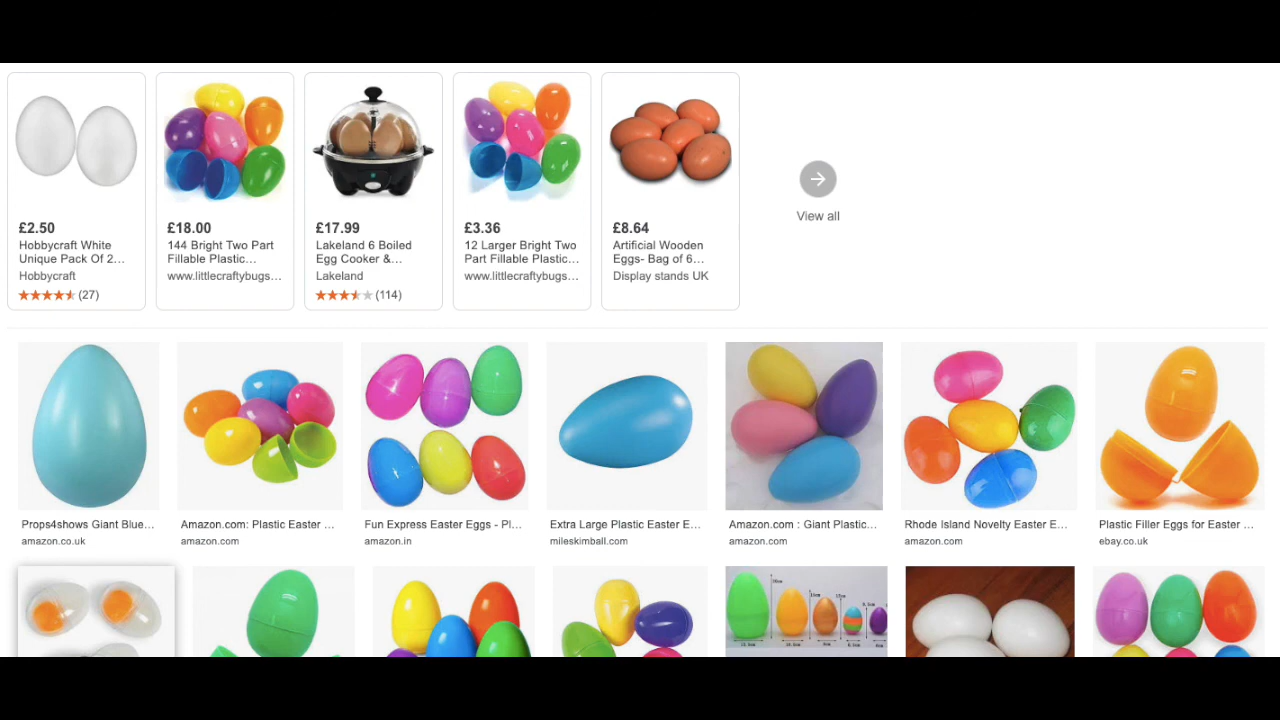 £2.50
Hobbycraft White
Unique Pack Of 2…
Hobbycraft
(27)
£18.00
144 Bright Two Part
Fillable Plastic…
www.littlecraftybugs…
£17.99
Lakeland 6 Boiled
Egg Cooker &…
Lakeland
(114)
£3.36
12 Larger Bright Two
Part Fillable Plastic…
www.littlecraftybugs…
£8.64
Artificial Wooden
Eggs- Bag of 6…
Display stands UK
View all
Props4shows Giant Blue…
amazon.co.uk
Amazon.com: Plastic Easter …
amazon.com
Fun Express Easter Eggs - Pl…
amazon.in
Extra Large Plastic Easter E…
mileskimball.com
Amazon.com : Giant Plastic…
amazon.com
Rhode Island Novelty Easter E…
amazon.com
Plastic Filler Eggs for Easter …
ebay.co.uk